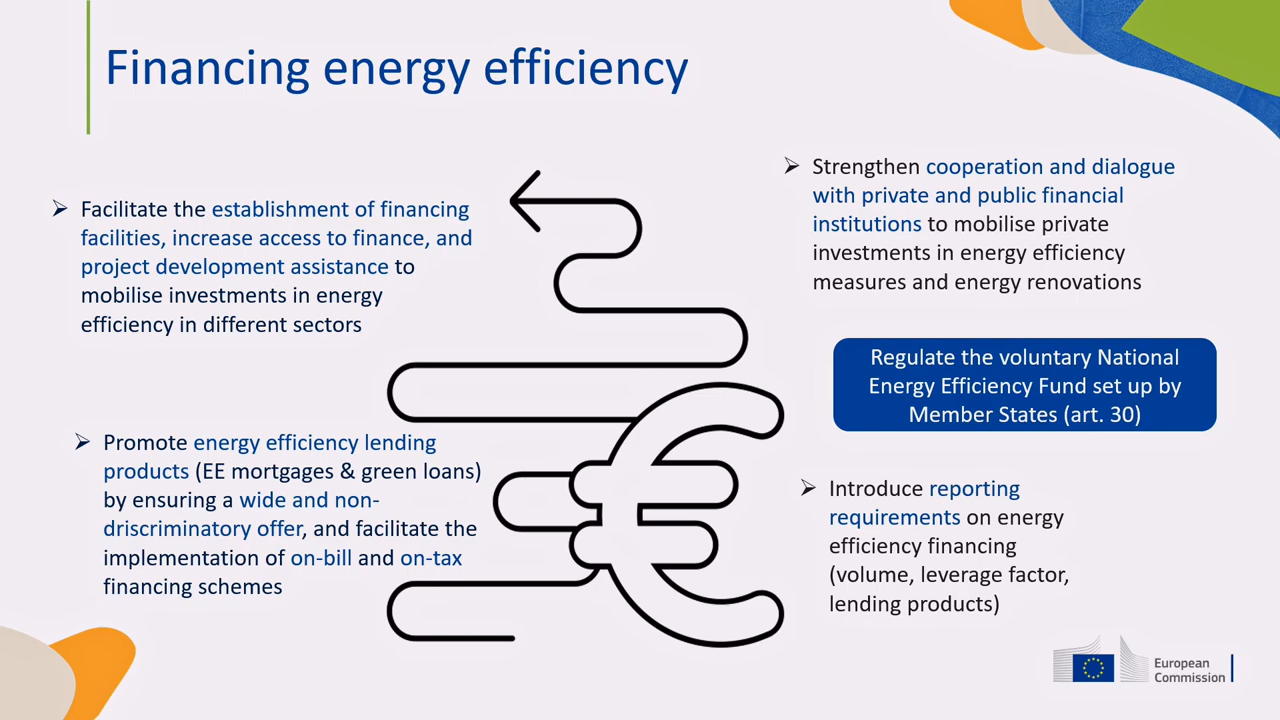 Financing energy efficiency
Facilitate the establishment of financing
facilities, increase access to finance, and
project development assistance to
mobilise investments in energy
efficiency in different sectors
Promote energy efficiency lending
products (EE mortgages & green loans)
by ensuring a wide and non-
driscriminatory offer, and facilitate the
implementation of on-bill and on-tax
financing schemes
Strengthen cooperation and dialogue
with private and public financial
institutions to mobilise private
investments in energy efficiency
measures and energy renovations
Regulate the voluntary National
Energy Efficiency Fund set up by
Member States (art. 30)
Introduce reporting
requirements on energy
efficiency financing
(volume, leverage factor,
lending products)
European
Commission